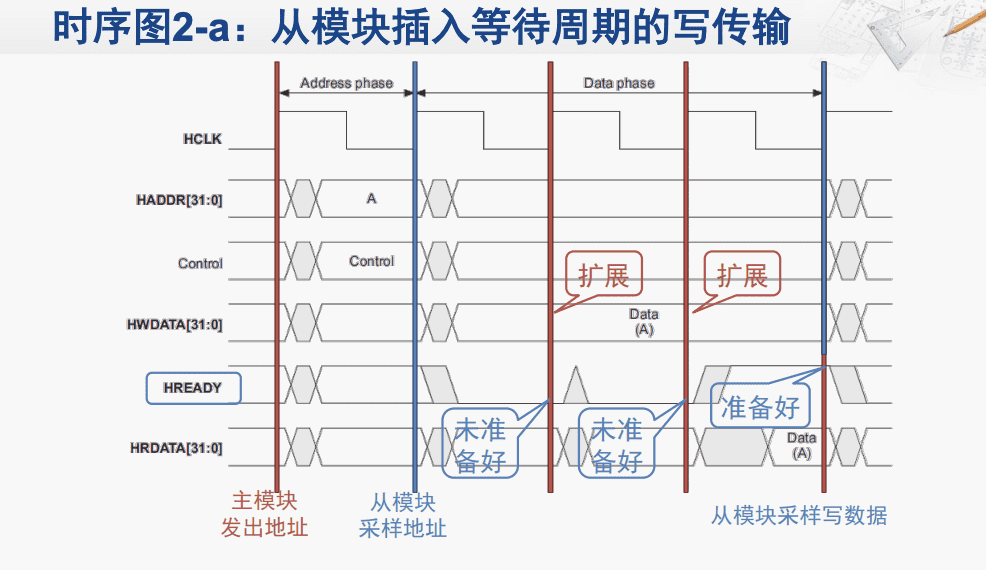 时序图2-a：从模块插入等待周期的写传输
Address phase
Data phase
HCLK
HADDR[31:0]
A
Control
Control
扩展
扩展
HWDATA[31:0]
Data
(A)
HREADY
准备好
未准
备好
未准
备好
HRDATA[31:0]
Data
(A)
主模块
发出地址
从模块
采样地址
从模块采样写数据